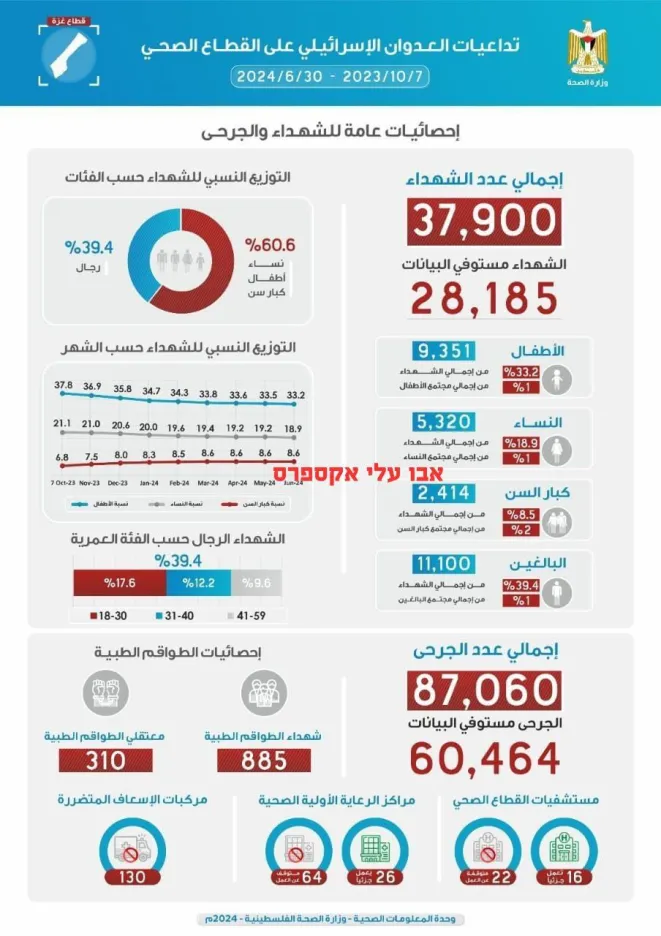 قطاع غزة
تداعيات العدوان الإسرائيلي على القطاع الصحي
2024/6/30 - 2023/10/7
وزارة الصحة
إحصائيات عامة للشهداء والجرحى
إجمالي عدد الشهداء
37,900
الشهداء مستوفي البيانات
28,185
الأطفال
9,351
%33.2 من إجمالي الشهداء
%1 من إجمالي مجتمع الأطفال
النساء
5,320
%18.9 من إجمالي الشهداء
%1 من إجمالي مجتمع النساء
كبار السن
2,414
%8.5 من إجمالي الشهداء
%2 من إجمالي مجتمع كبار السن
البالغين
11,100
%39.4 من إجمالي الشهداء
%1 من إجمالي مجتمع البالغين
التوزيع النسبي للشهداء حسب الفئات
%60.6
نساء
أطفال
كبار سن
%39.4
رجال
التوزيع النسبي للشهداء حسب الشهر
37.8 36.9 35.8 34.7 34.3 33.8 33.6 33.5 33.2
21.1 21.0 20.6 20.0 19.6 19.4 19.2 19.2 18.9
6.8 7.5 8.0 8.3 8.5 8.6 8.6 8.6 8.6
7 Oct-23 Nov-23 Dec-23 Jan-24 Feb-24 Mar-24 Apr-24 May-24 Jun-24
نسبة كبار السن نسبة النساء نسبة الأطفال
אבו עלי אקספרס
الشهداء الرجال حسب الفئة العمرية
%39.4
%17.6 %12.2 %9.6
18-30 31-40 41-59
إجمالي عدد الجرحى
87,060
الجرحى مستوفي البيانات
60,464
إحصائيات الطواقم الطبية
شهداء الطواقم الطبية
885
معتقلي الطواقم الطبية
310
مستشفيات القطاع الصحي
16 تعمل جزئياً
22 متوقفة عن العمل
مراكز الرعاية الأولية الصحية
26 يعمل جزئياً
64 متوقف عن العمل
مركبات الإسعاف المتضررة
130
وحدة المعلومات الصحية - وزارة الصحة الفلسطينية - 2024م